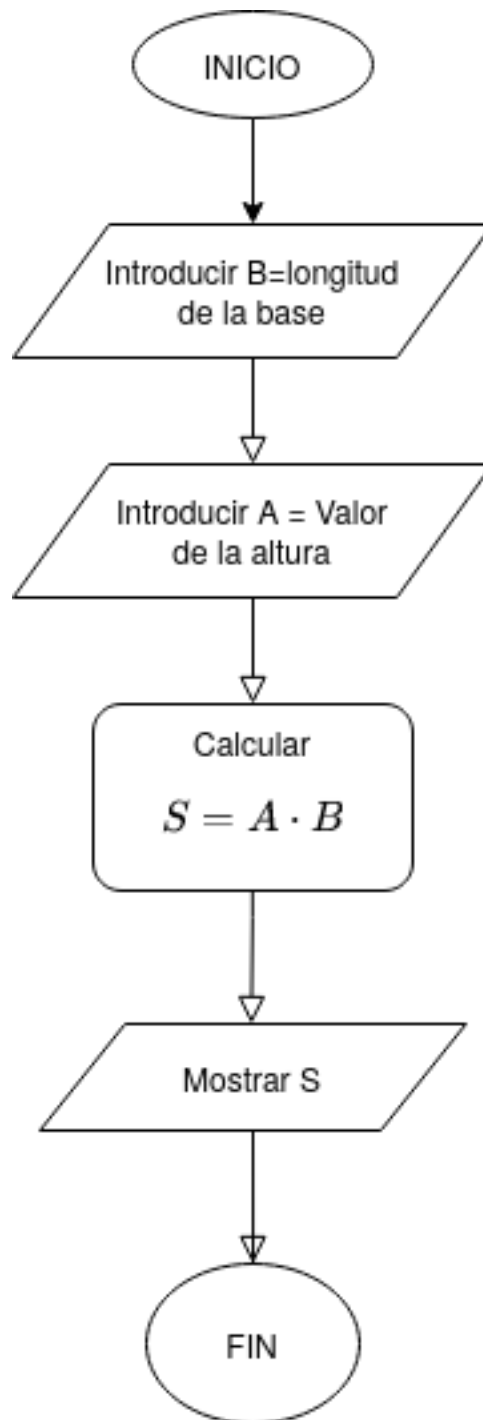 INICIO
Introducir B=longitud
de la base
Introducir A = Valor
de la altura
Calcular
S = A · B
Mostrar S
FIN